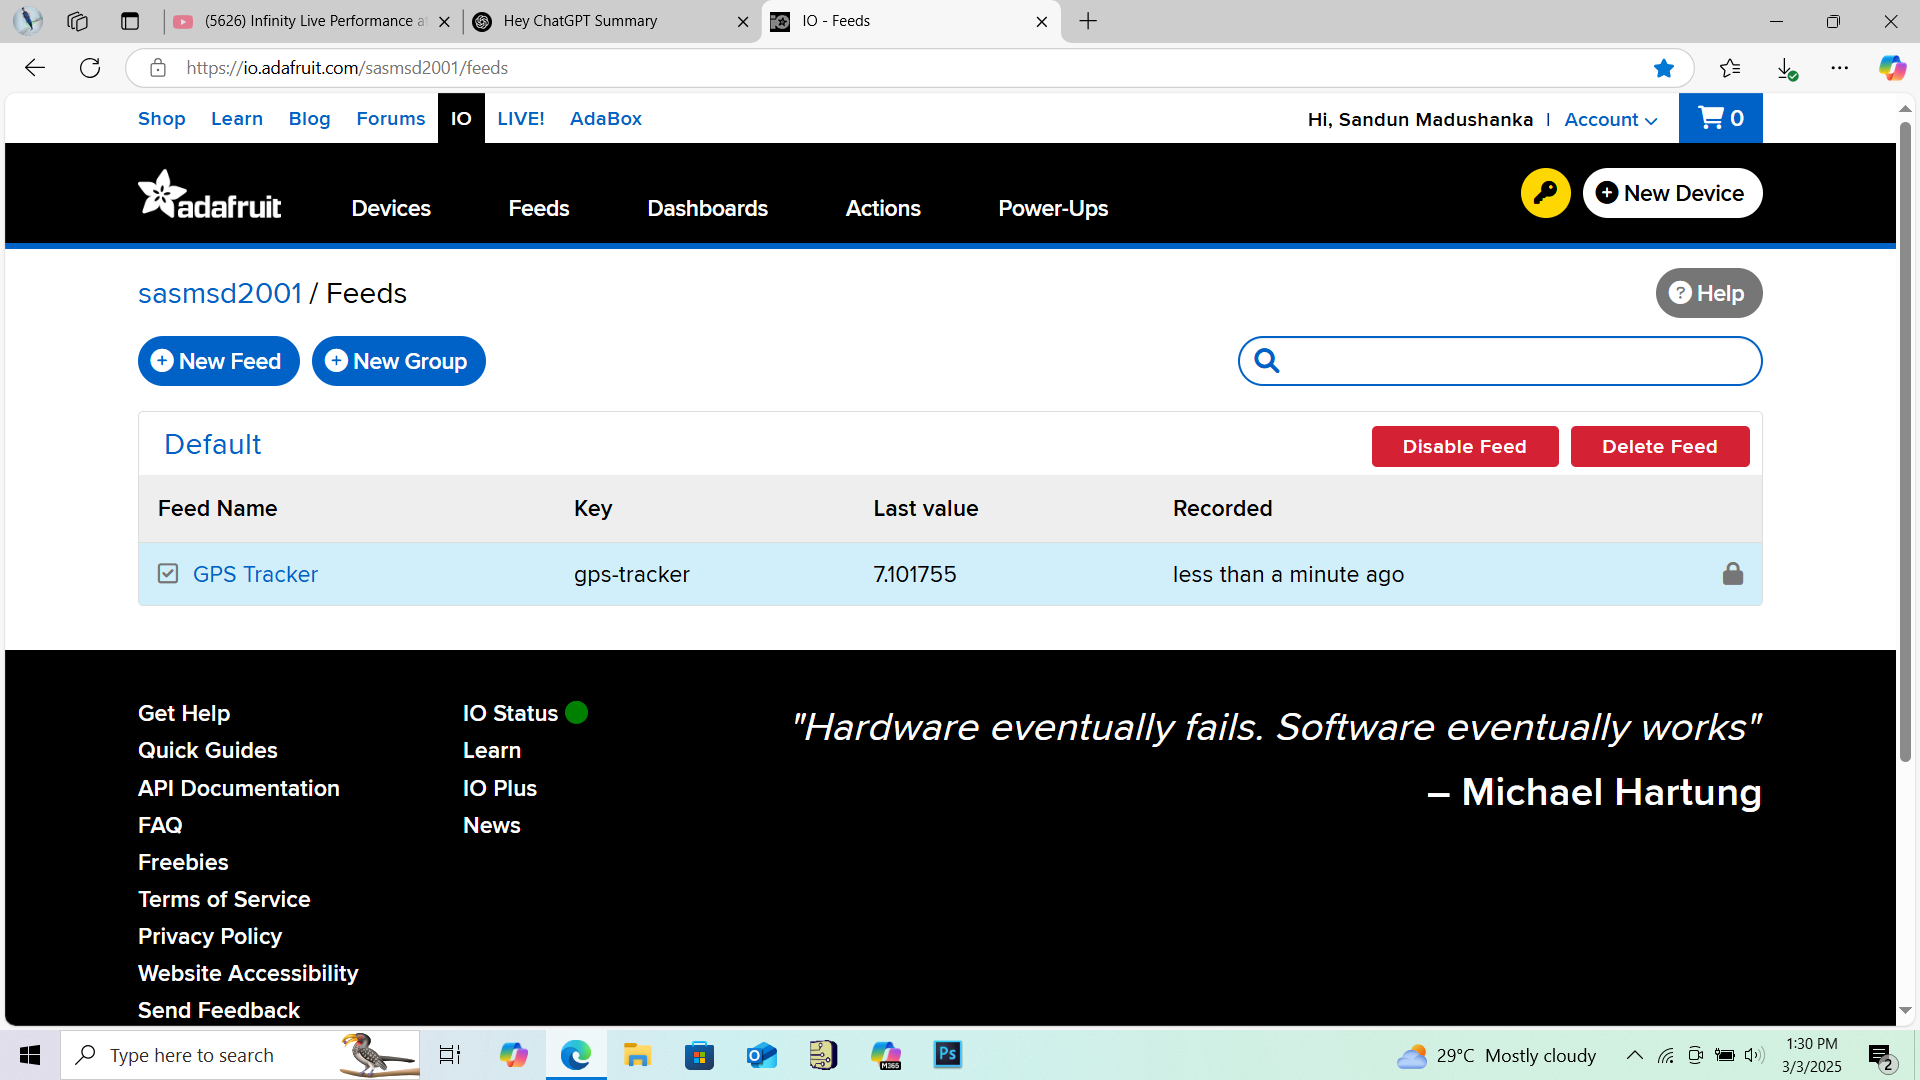 (5626) Infinity Live Performance a
Hey ChatGPT Summary
IO - Feeds
https://io.adafruit.com/sasmsd2001/feeds
Shop Learn Blog Forums IO LIVE! AdaBox
Hi, Sandun Madushanka | Account 0
adafruit Devices Feeds Dashboards Actions Power-Ups
New Device
sasmsd2001 / Feeds
? Help
New Feed New Group
Default
Disable Feed Delete Feed
Feed Name Key Last value Recorded
GPS Tracker gps-tracker 7.101755 less than a minute ago
Get Help
Quick Guides
API Documentation
FAQ
Freebies
Terms of Service
Privacy Policy
Website Accessibility
Send Feedback
IO Status
Learn
IO Plus
News
"Hardware eventually fails. Software eventually works"
– Michael Hartung
Type here to search
M365
Ps
29°C Mostly cloudy
1:30 PM
3/3/2025
2